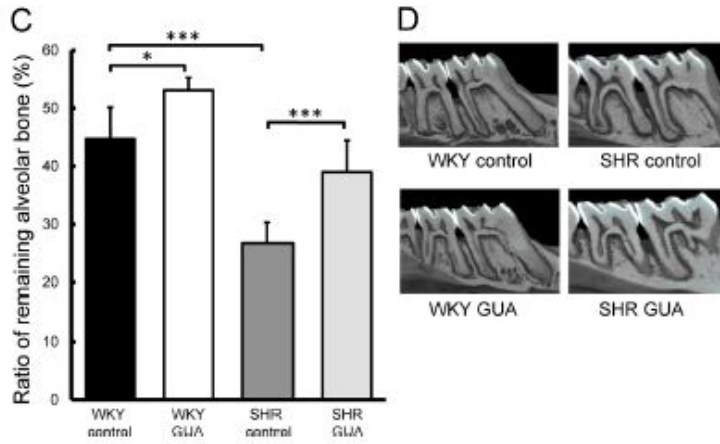 C
Ratio of remaining alveolar bone (%)
60
50
40
30
20
10
0
***
*
***
WKY control
WKY GUA
SHR control
SHR GUA
D
WKY control
SHR control
WKY GUA
SHR GUA